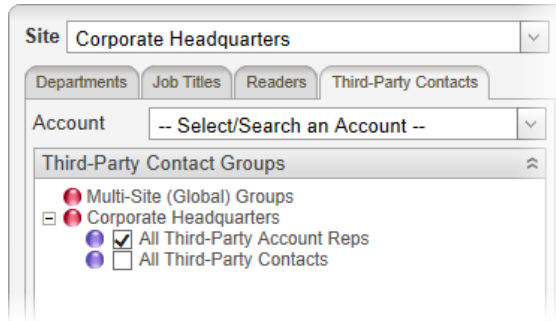 Site Corporate Headquarters
Departments Job Titles Readers Third-Party Contacts
Account -- Select/Search an Account --
Third-Party Contact Groups
Multi-Site (Global) Groups
Corporate Headquarters
All Third-Party Account Reps
All Third-Party Contacts